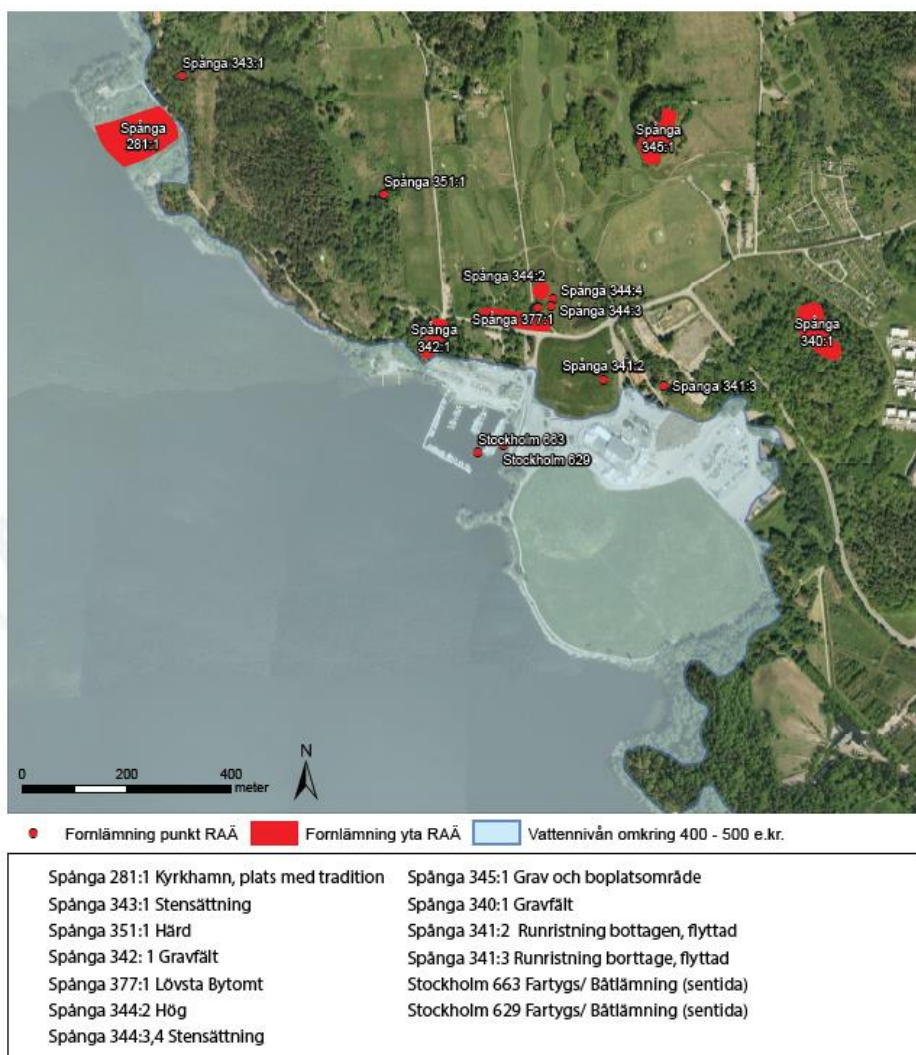 Spånga 343:1
Spånga
281:1
Spånga
345:1
Spånga 351:1
Spånga 344:2
Spånga 344:4
Spånga 344:3
Spånga 377:1
Spånga
342:1
Spånga
340:1
Spånga 341:2
Spånga 341:3
Stockholm 663
Stockholm 629
N
0 200 400
meter
Fornlämning punkt RAÄ Fornlämning yta RAÄ Vattennivån omkring 400 - 500 e.kr.
Spånga 281:1 Kyrkhamn, plats med tradition
Spånga 343:1 Stensättning
Spånga 351:1 Härd
Spånga 342: 1 Gravfält
Spånga 377:1 Lövsta Bytomt
Spånga 344:2 Hög
Spånga 344:3,4 Stensättning
Spånga 345:1 Grav och boplatsområde
Spånga 340:1 Gravfält
Spånga 341:2 Runristning bottagen, flyttad
Spånga 341:3 Runristning borttage, flyttad
Stockholm 663 Fartygs/ Båtlämning (sentida)
Stockholm 629 Fartygs/ Båtlämning (sentida)